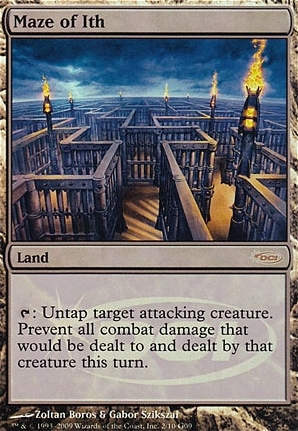 Maze of Ith
Land
DCI
: Untap target attacking creature.
Prevent all combat damage that
would be dealt to and dealt by that
creature this turn.
Zoltan Boros & Gabor Szikszai
™ & © 1993–2009 Wizards of the Coast, Inc. 2/10 G09